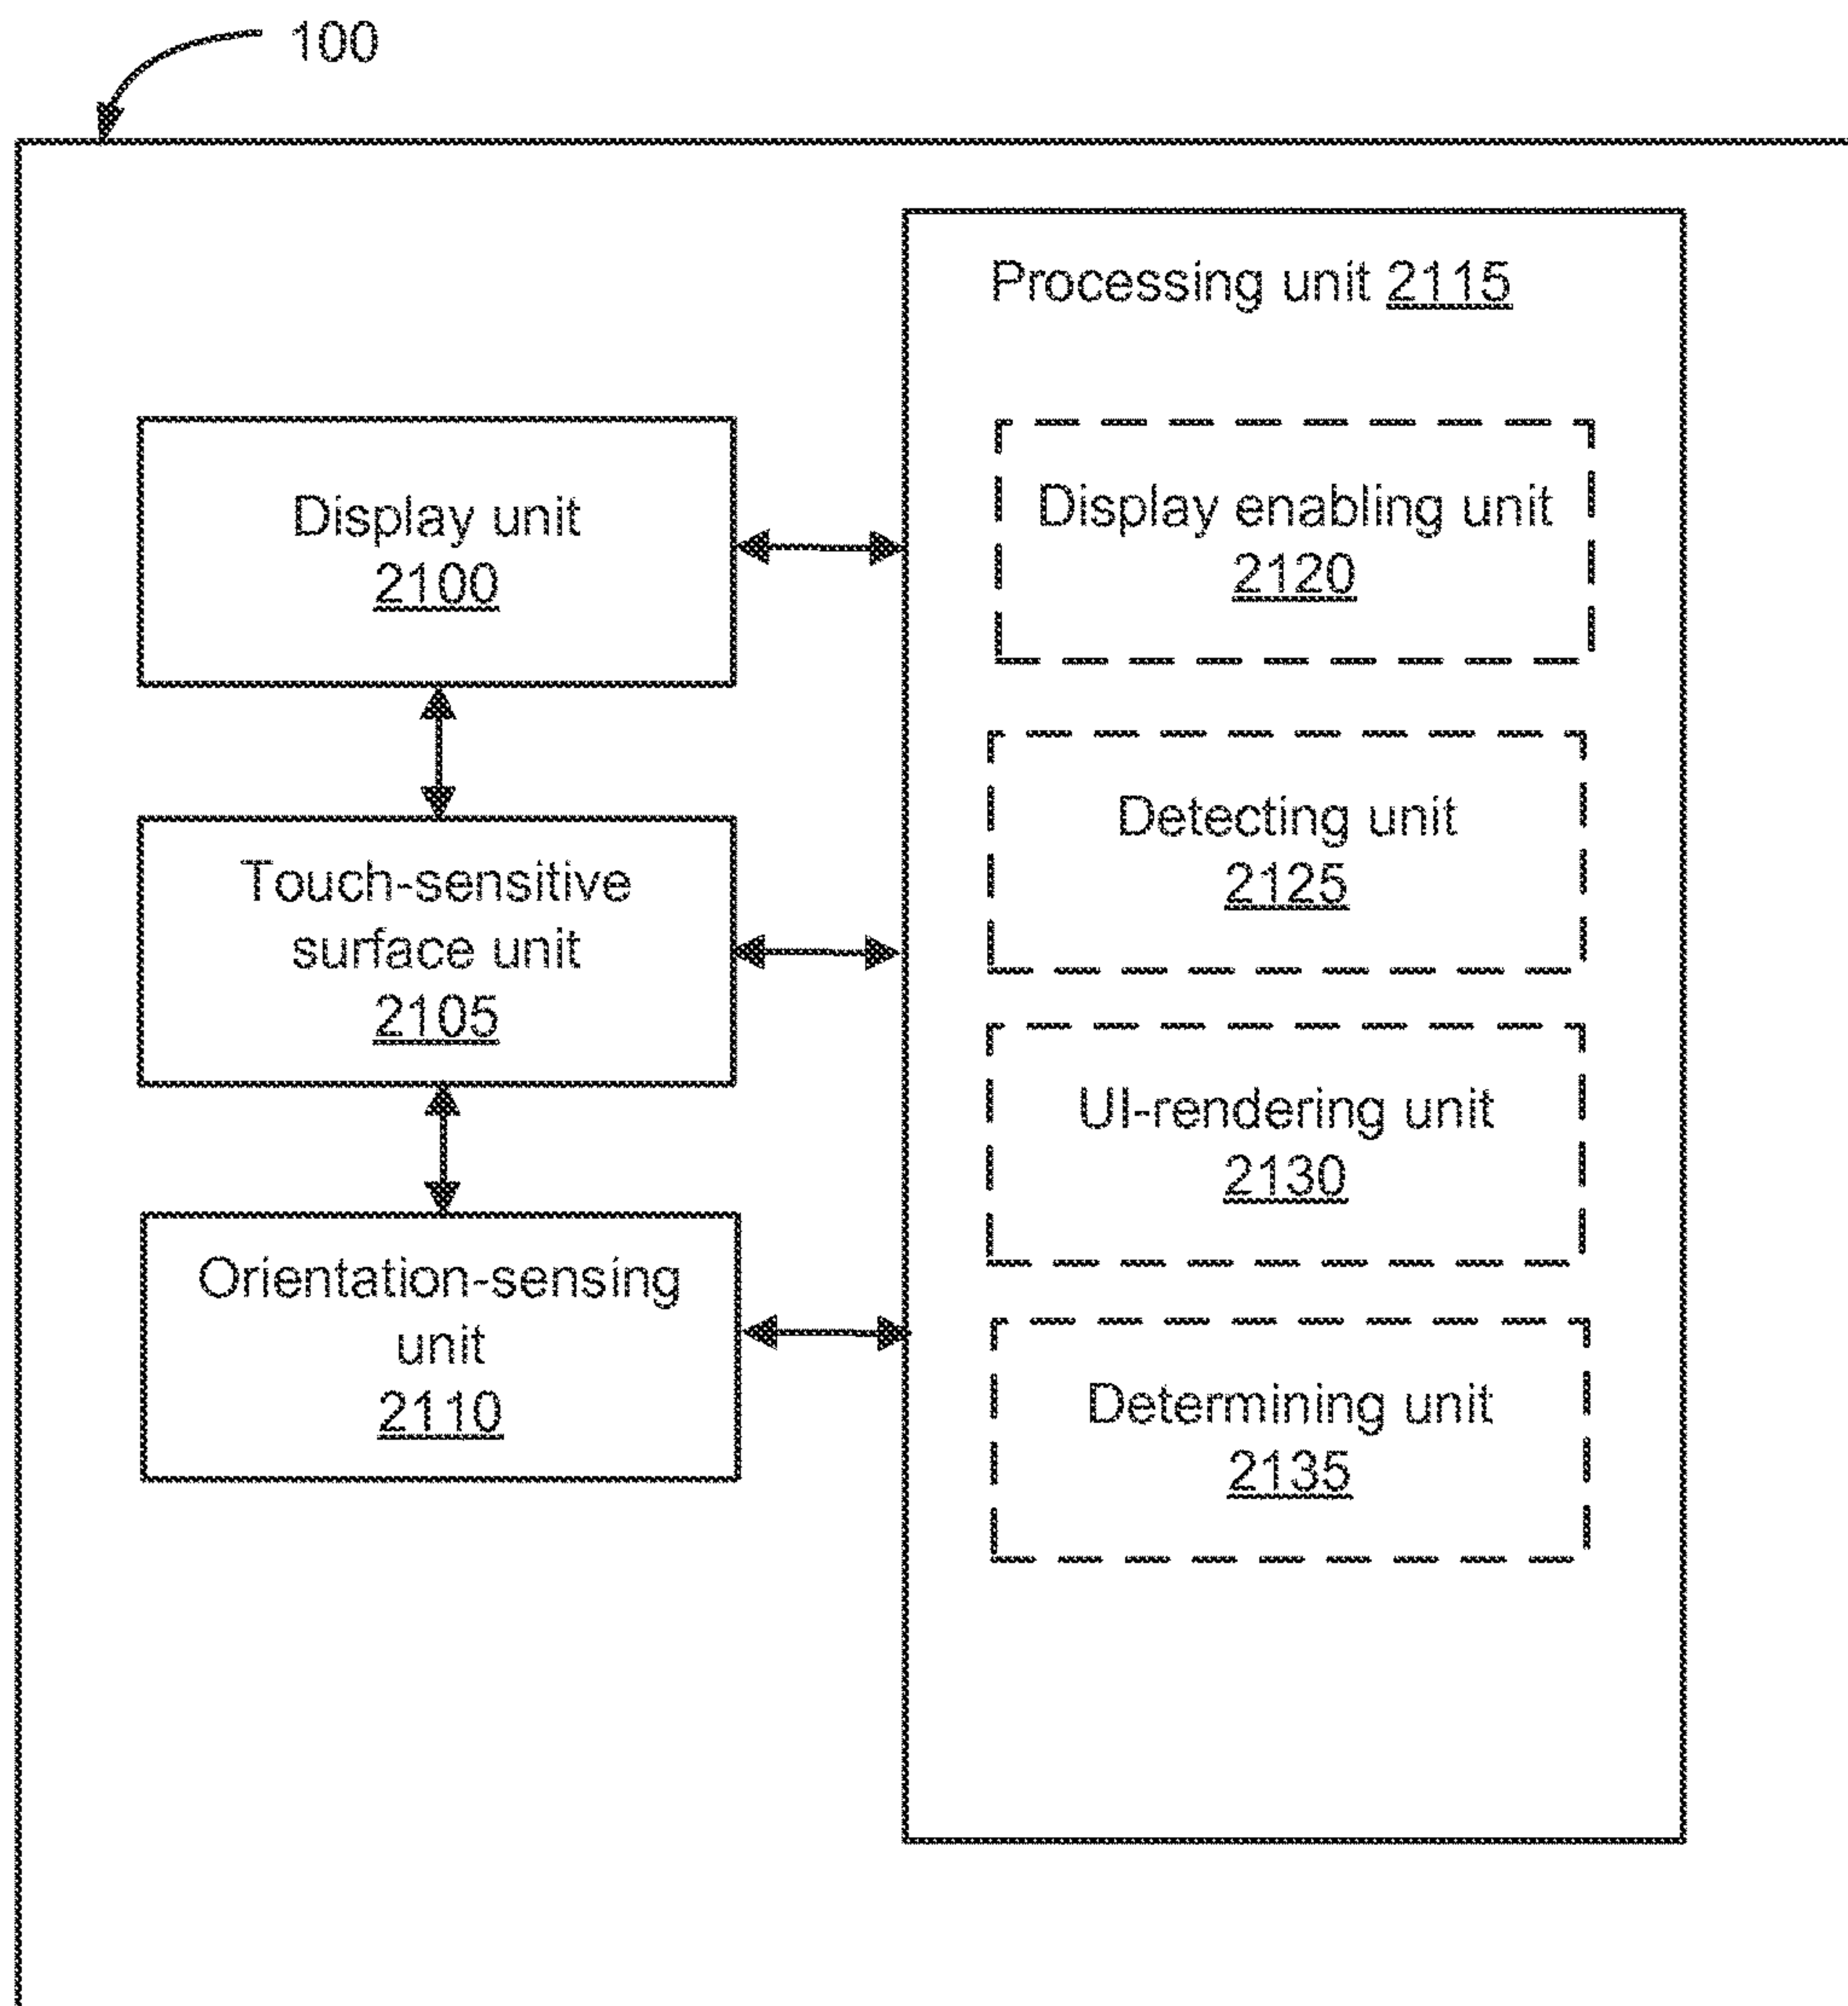 100
Processing unit 2115
Display unit
2100
Touch-sensitive
surface unit
2105
Orientation-sensing
unit
2110
Display enabling unit
2120
Detecting unit
2125
UI-rendering unit
2130
Determining unit
2135